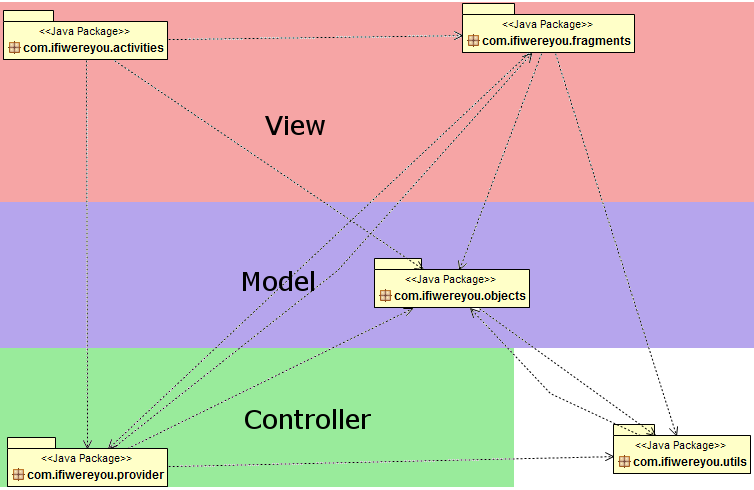 <<Java Package>>
com.ifiwereyou.activities
<<Java Package>>
com.ifiwereyou.fragments
View
Model
<<Java Package>>
com.ifiwereyou.objects
Controller
<<Java Package>>
com.ifiwereyou.provider
<<Java Package>>
com.ifiwereyou.utils